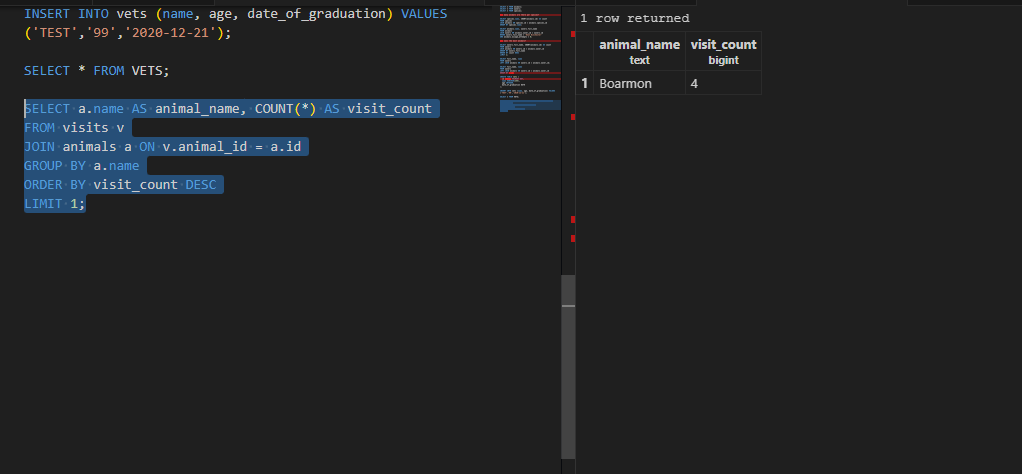 INSERT INTO vets (name, age, date_of_graduation) VALUES
('TEST','99','2020-12-21');
SELECT * FROM VETS;
SELECT a.name AS animal_name, COUNT(*) AS visit_count
FROM visits v
JOIN animals a ON v.animal_id = a.id
GROUP BY a.name
ORDER BY visit_count DESC
LIMIT 1;
1 row returned
animal_name visit_count
text bigint
1 Boarmon 4